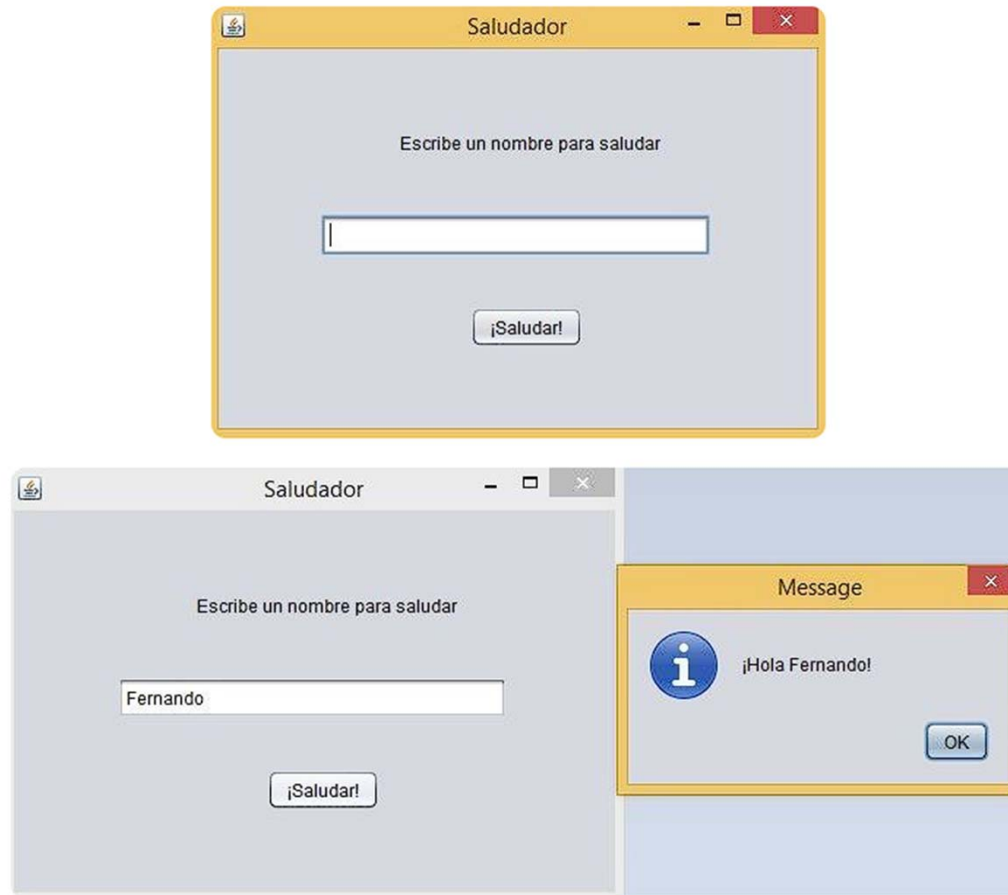 Saludador
Escribe un nombre para saludar
¡Saludar!
Saludador
Escribe un nombre para saludar
Fernando
¡Saludar!
Message
¡Hola Fernando!
OK